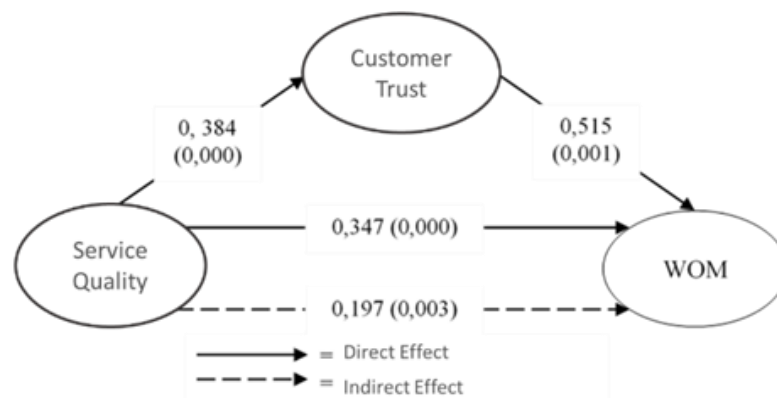 Customer
Trust
0, 384
(0,000)
0,515
(0,001)
0,347 (0,000)
Service
Quality
WOM
0,197 (0,003)
= Direct Effect
= Indirect Effect